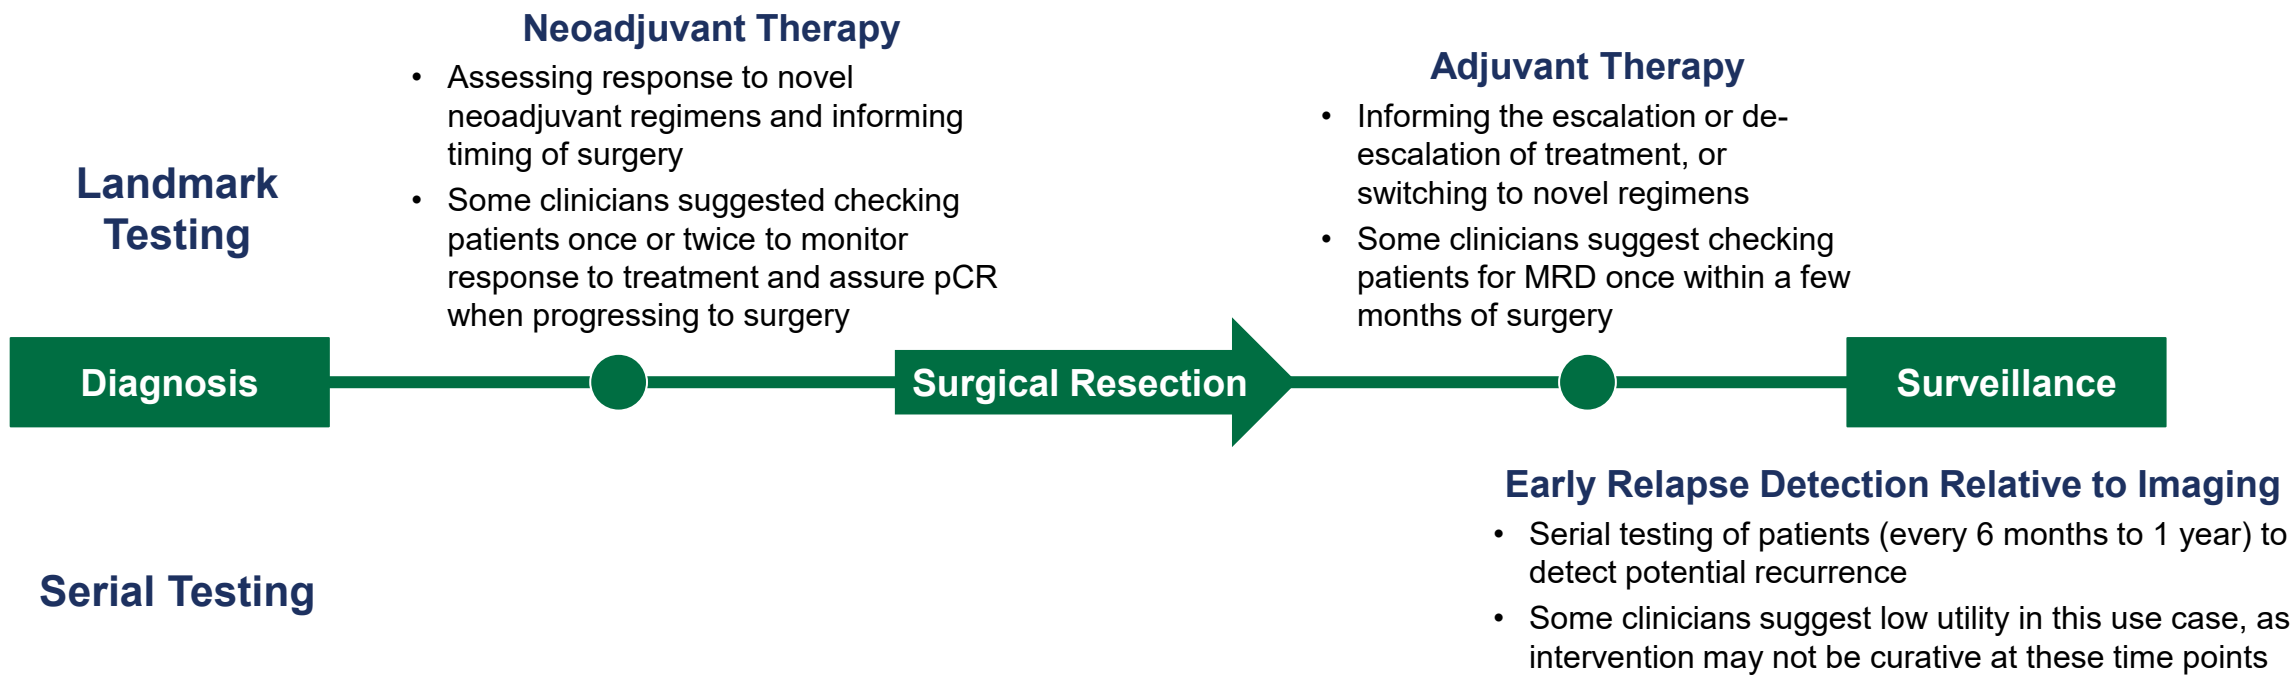 Neoadjuvant Therapy
• Assessing response to novel
neoadjuvant regimens and informing
timing of surgery
• Some clinicians suggested checking
patients once or twice to monitor
response to treatment and assure pCR
when progressing to surgery
Adjuvant Therapy
• Informing the escalation or de-
escalation of treatment, or
switching to novel regimens
• Some clinicians suggest checking
patients for MRD once within a few
months of surgery
Landmark
Testing
Diagnosis
Surgical Resection
Surveillance
Early Relapse Detection Relative to Imaging
• Serial testing of patients (every 6 months to 1 year) to
detect potential recurrence
• Some clinicians suggest low utility in this use case, as
intervention may not be curative at these time points
Serial Testing